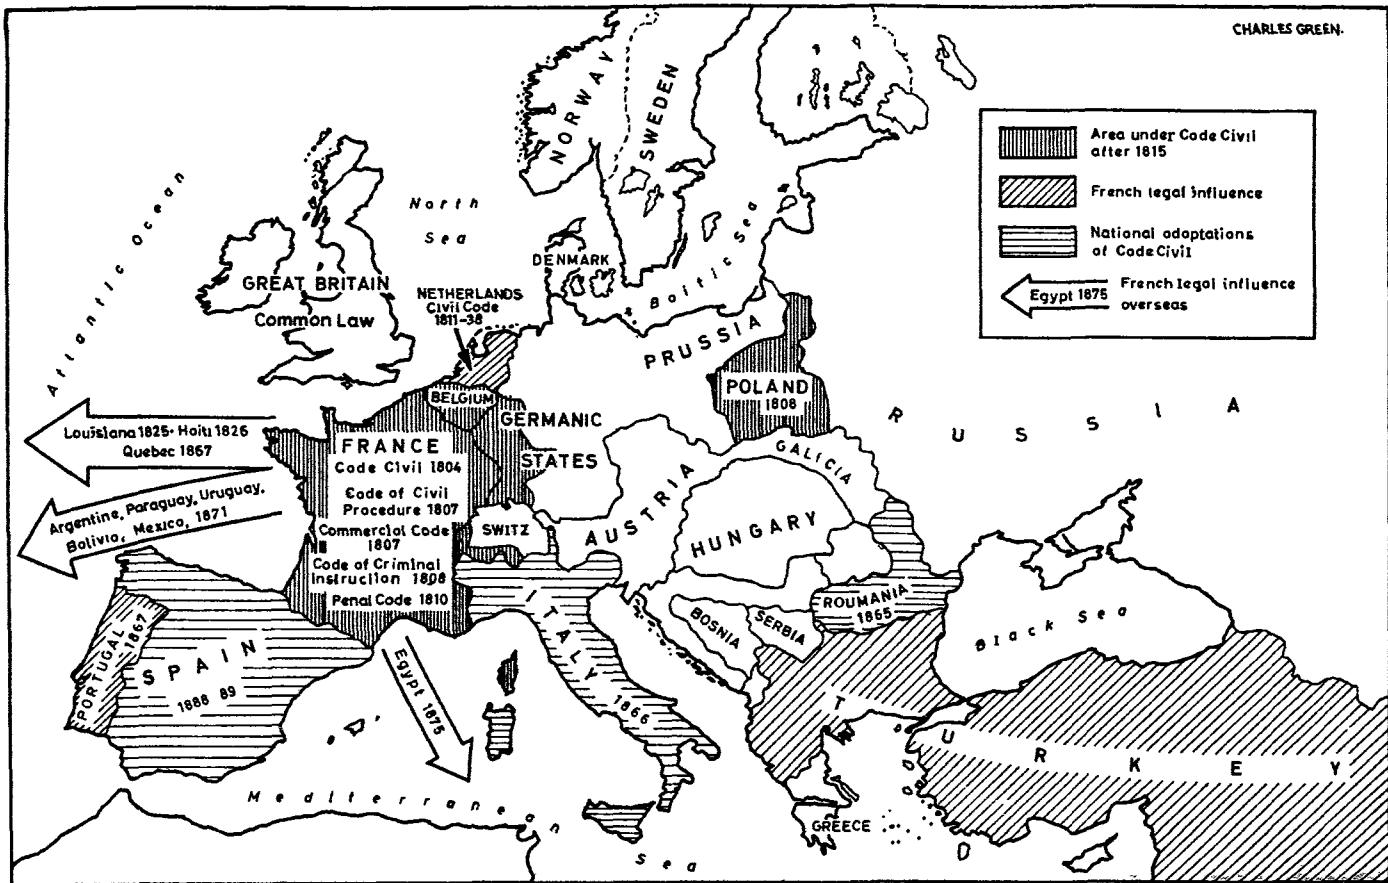 CHARLES GREEN.
Area under Code Civil
after 1815
French legal influence
National adoptations
of Code Civil
Egypt 1875
French legal influence
overseas
Atlantic Ocean
North
Sea
NORWAY
SWEDEN
Baltic Sea
DENMARK
GREAT BRITAIN
Common Law
NETHERLANDS
Civil Code
1811-38
PRUSSIA
POLAND
1808
RUSSIA
BELGIUM
GERMANIC
STATES
FRANCE
Code Civil 1804
Code of Civil
Procedure 1807
Commercial Code
1807
Code of Criminal
Instruction 1808
Penal Code 1810
Louisiana 1825· Haiti 1826
Quebec 1867
Argentine, Paraguay, Uruguay,
Bolivia, Mexico, 1871
SWITZ
AUSTRIA
GALICIA
HUNGARY
ROUMANIA
1865
BOSNIA
SERBIA
Black Sea
ITALY 1866
PORTUGAL
1867
SPAIN
1888 89
Egypt 1875
TURKEY
GREECE
Mediterranean
Sea